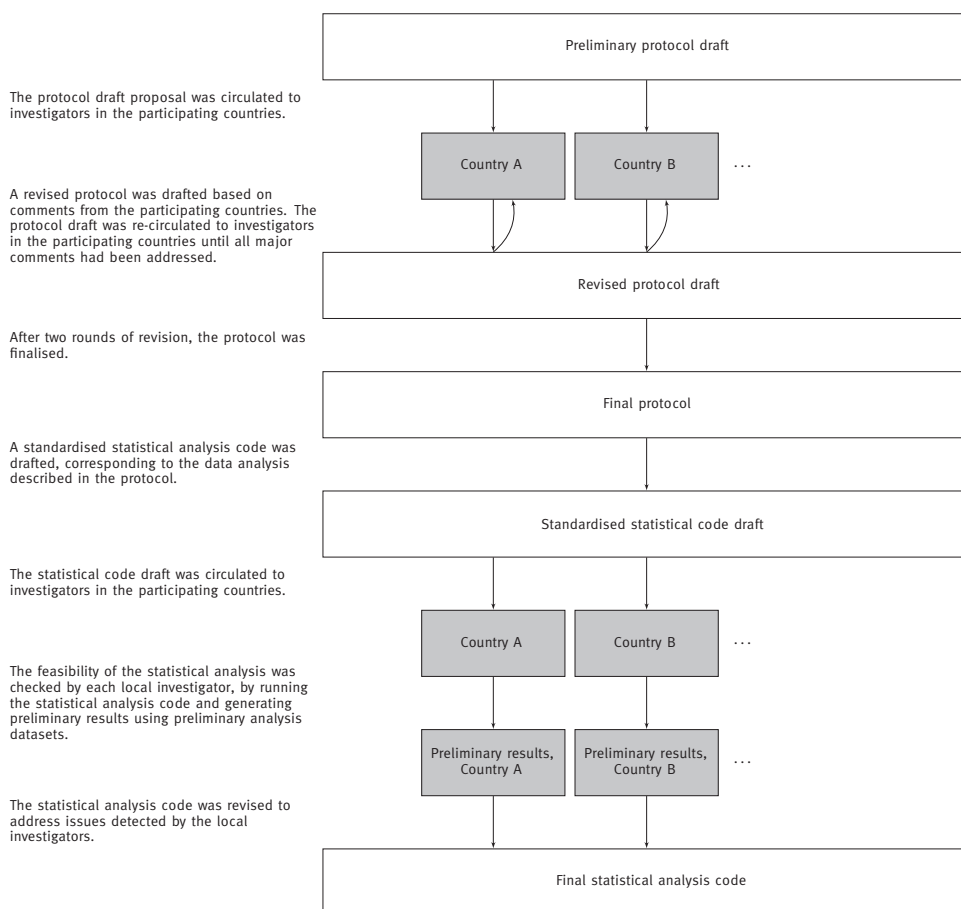 Preliminary protocol draft
The protocol draft proposal was circulated to
investigators in the participating countries.
Country A
Country B
...
A revised protocol was drafted based on
comments from the participating countries. The
protocol draft was re-circulated to investigators
in the participating countries until all major
comments had been addressed.
Revised protocol draft
After two rounds of revision, the protocol was
finalised.
Final protocol
A standardised statistical analysis code was
drafted, corresponding to the data analysis
described in the protocol.
Standardised statistical code draft
The statistical code draft was circulated to
investigators in the participating countries.
Country A
Country B
...
The feasibility of the statistical analysis was
checked by each local investigator, by running
the statistical analysis code and generating
preliminary results using preliminary analysis
datasets.
Preliminary results,
Country A
Preliminary results,
Country B
...
The statistical analysis code was revised to
address issues detected by the local
investigators.
Final statistical analysis code